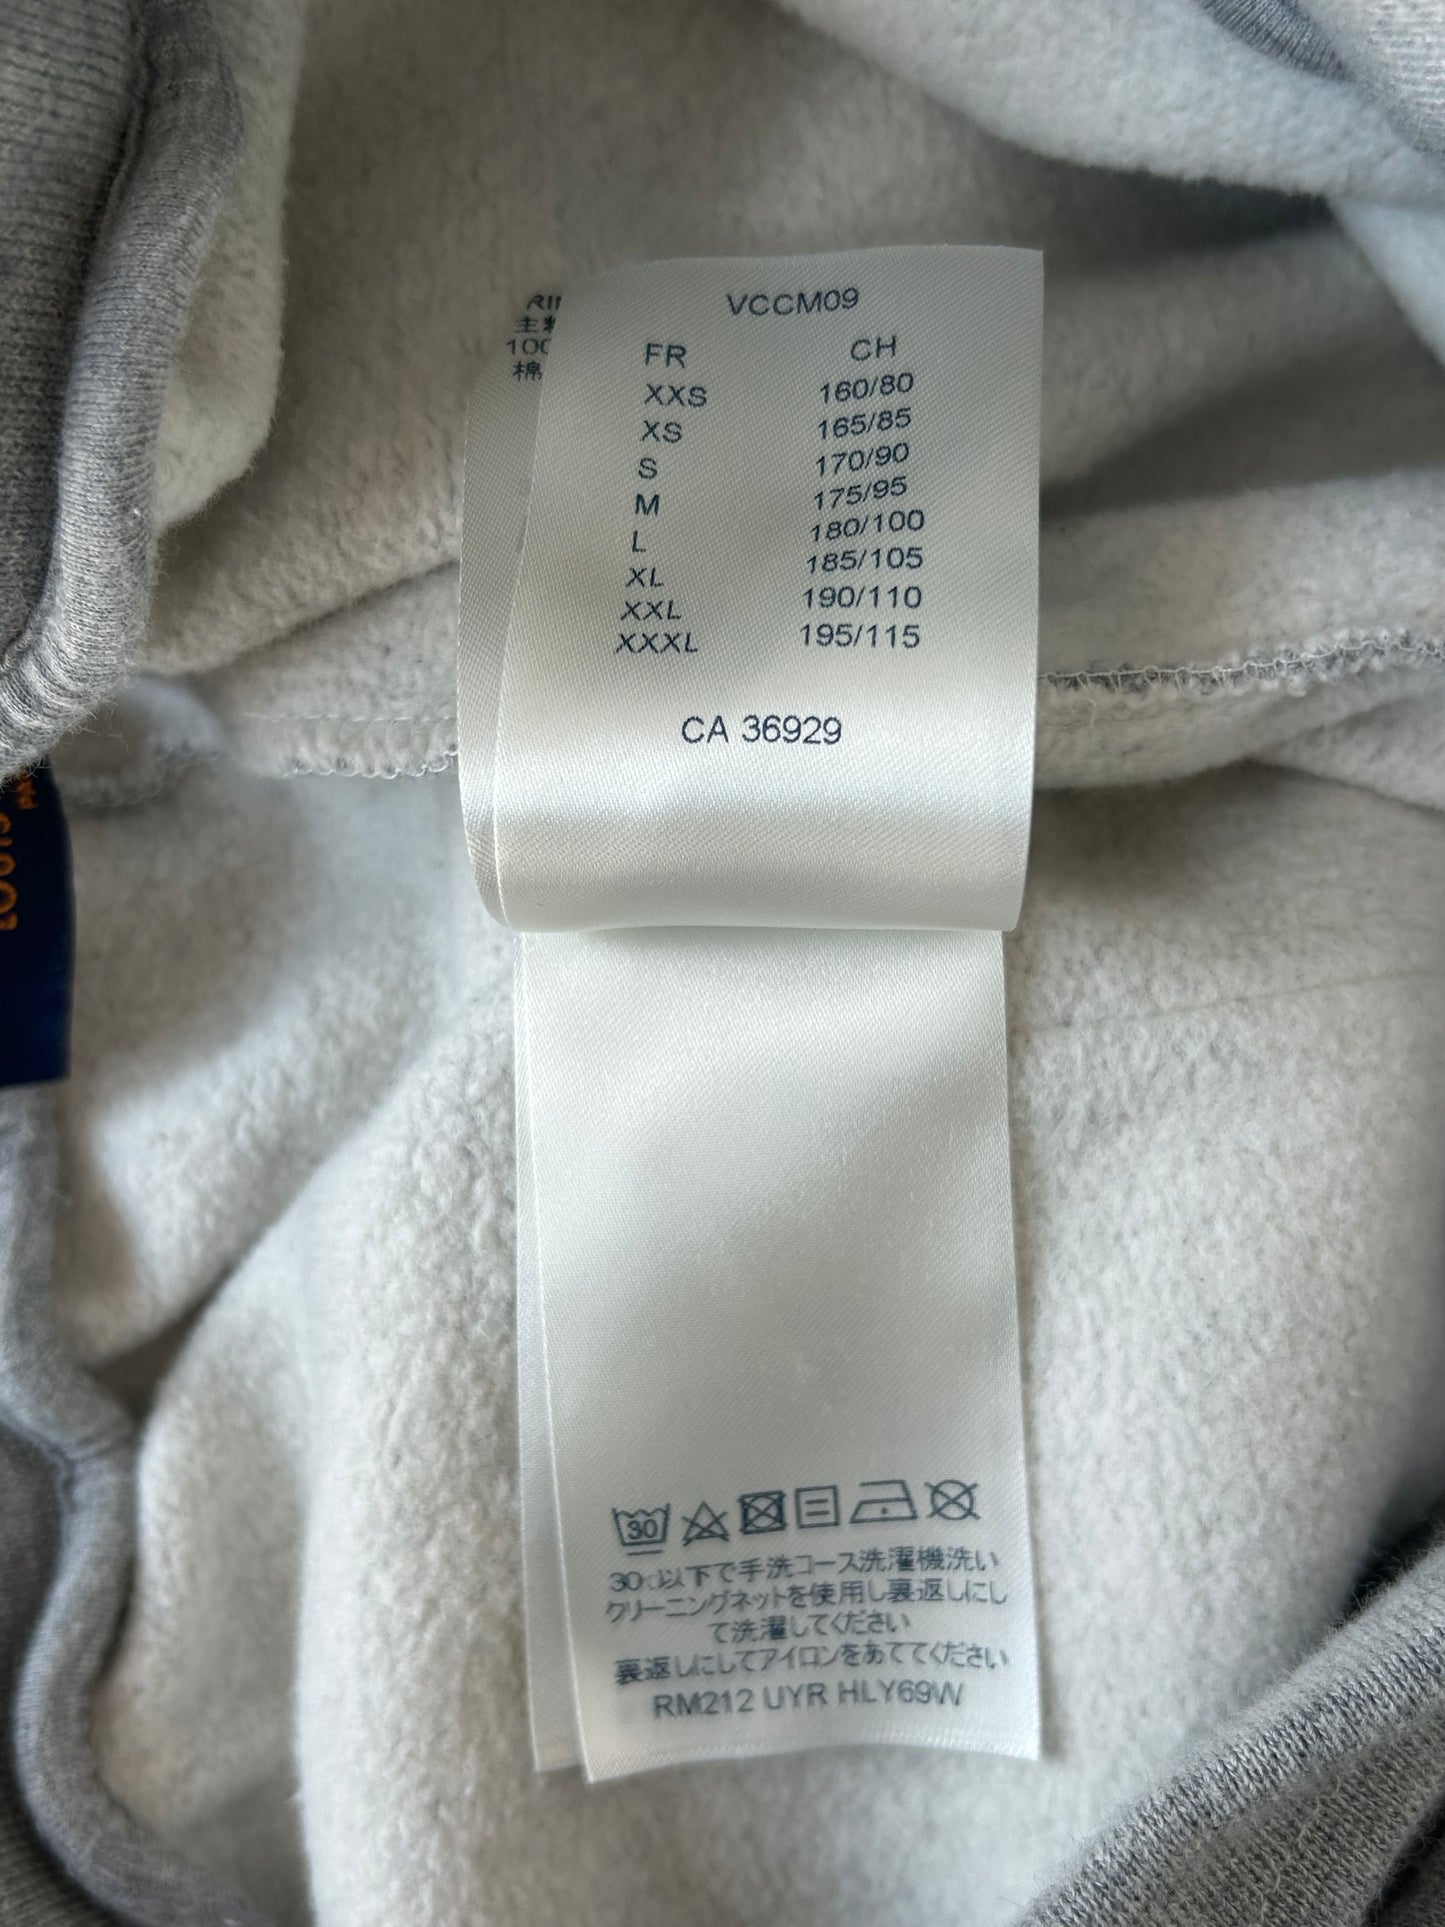 主
100
棉
VCCM09
FR CH
XXS 160/80
XS 165/85
S 170/90
M 175/95
L 180/100
XL 185/105
XXL 190/110
XXXL 195/115
CA 36929
30
30℃以下で手洗コース洗濯機洗い
クリーニングネットを使用し裏返しにし
て洗濯してください
裏返しにしてアイロンをあててください
RM212 UYR HLY69W